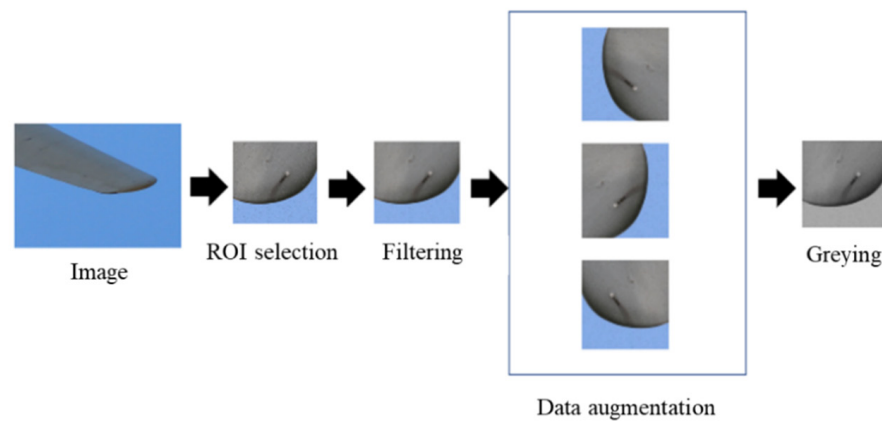 Image
ROI selection
Filtering
Data augmentation
Greying